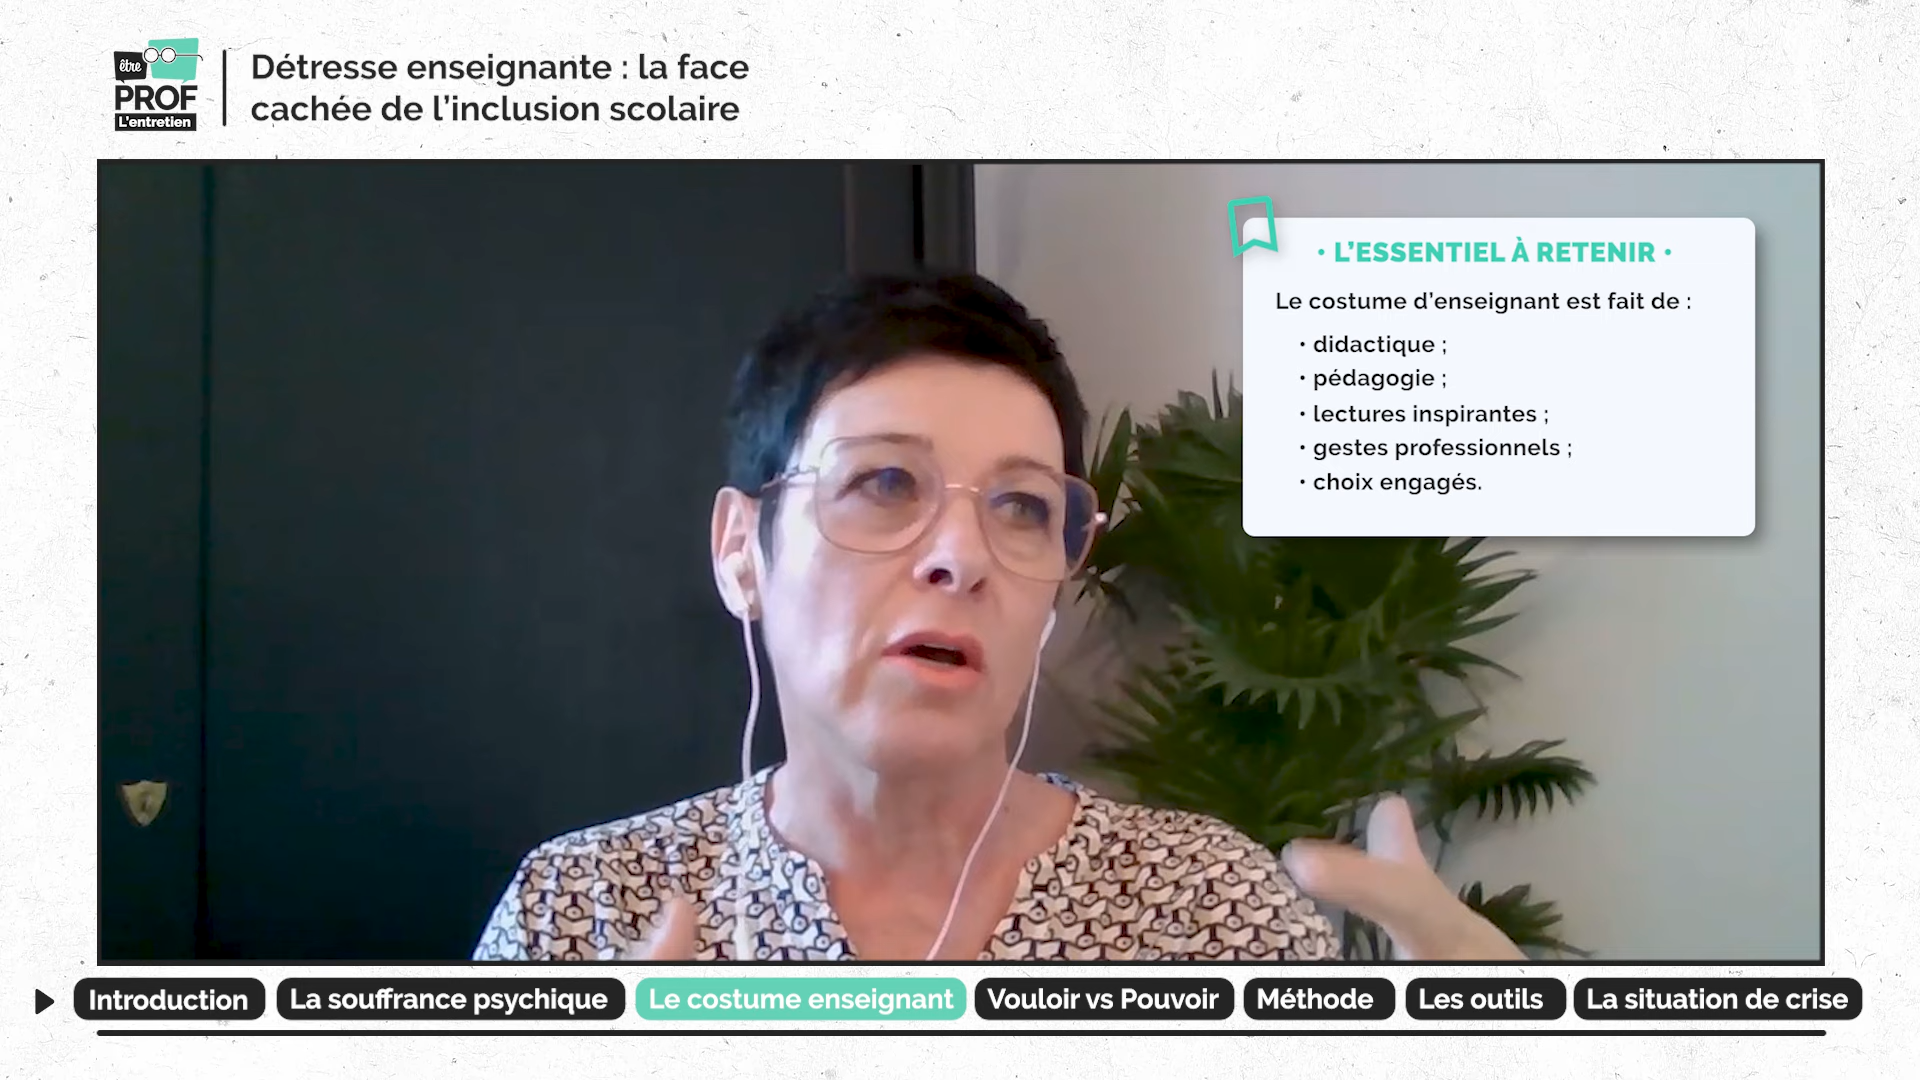 être
PROF
L'entretien
Détresse enseignante : la face
cachée de l'inclusion scolaire
• L'ESSENTIEL À RETENIR •
Le costume d'enseignant est fait de :
• didactique ;
• pédagogie ;
• lectures inspirantes ;
• gestes professionnels ;
• choix engagés.
Introduction
La souffrance psychique
Le costume enseignant
Vouloir vs Pouvoir
Méthode
Les outils
La situation de crise